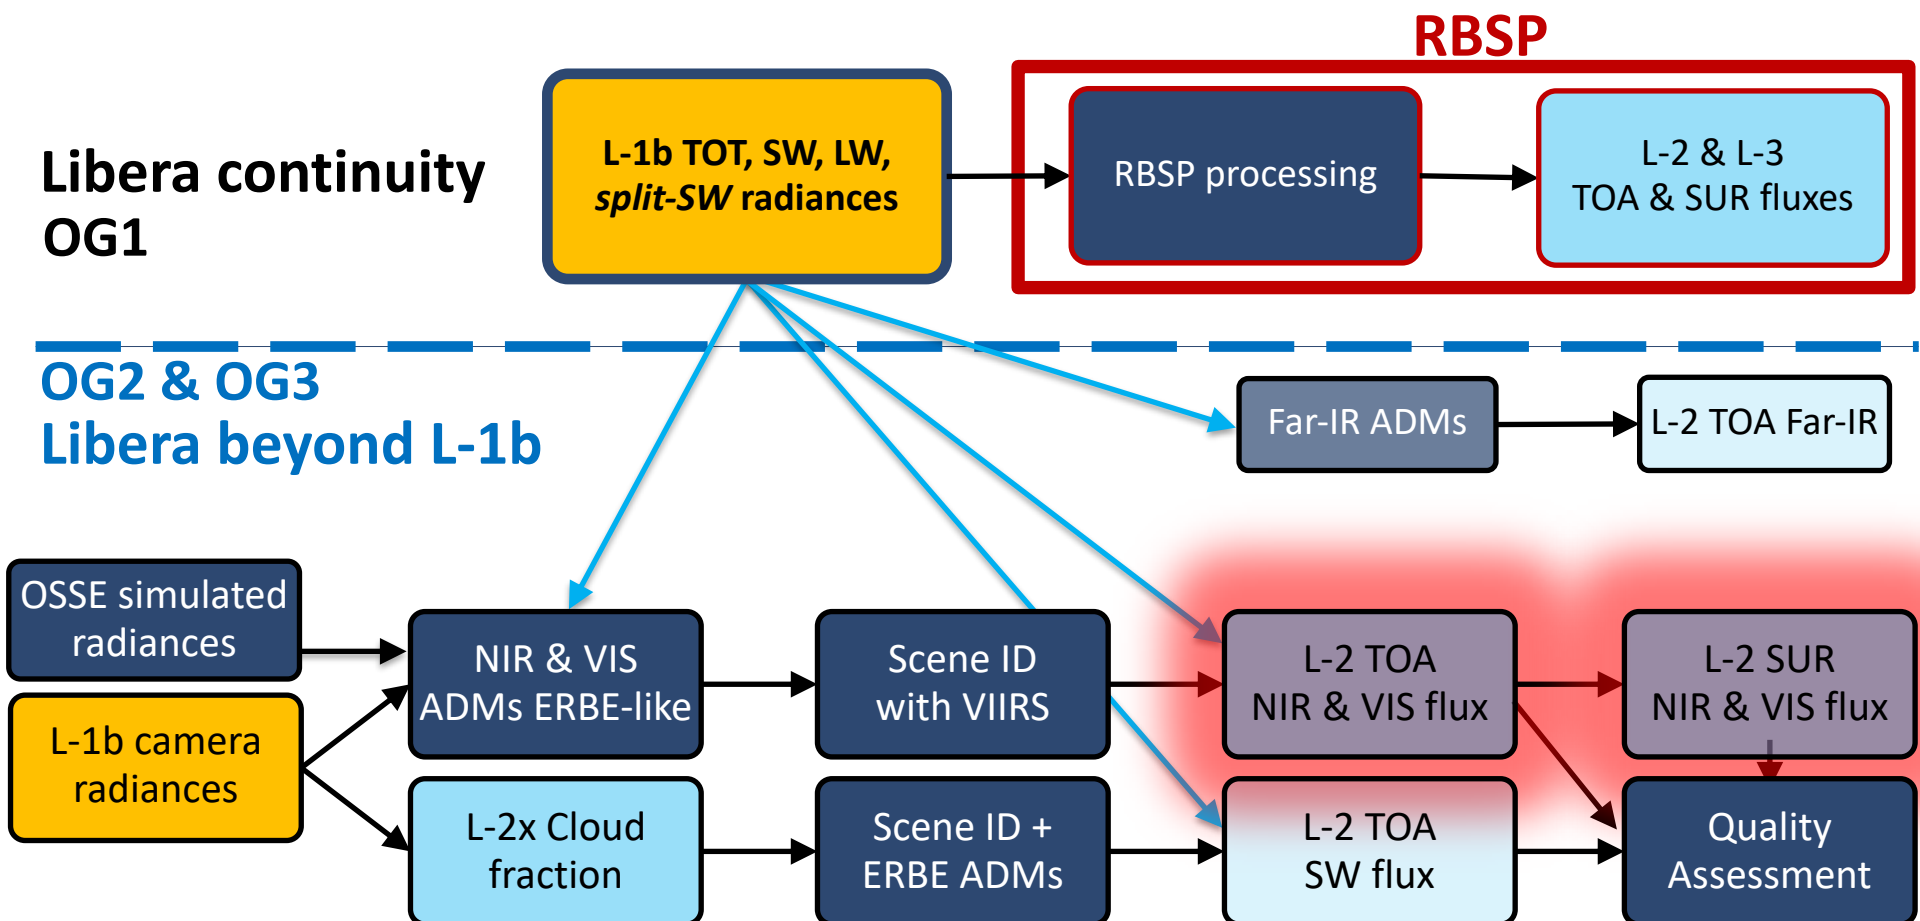 RBSP
Libera continuity
OG1
L-1b TOT, SW, LW,
split-SW radiances
RBSP processing
L-2 & L-3
TOA & SUR fluxes
OG2 & OG3
Libera beyond L-1b
Far-IR ADMs
L-2 TOA Far-IR
OSSE simulated
radiances
L-1b camera
radiances
NIR & VIS
ADMs ERBE-like
Scene ID
with VIIRS
L-2 TOA
NIR & VIS flux
L-2 SUR
NIR & VIS flux
L-2x Cloud
fraction
Scene ID +
ERBE ADMs
L-2 TOA
SW flux
Quality
Assessment